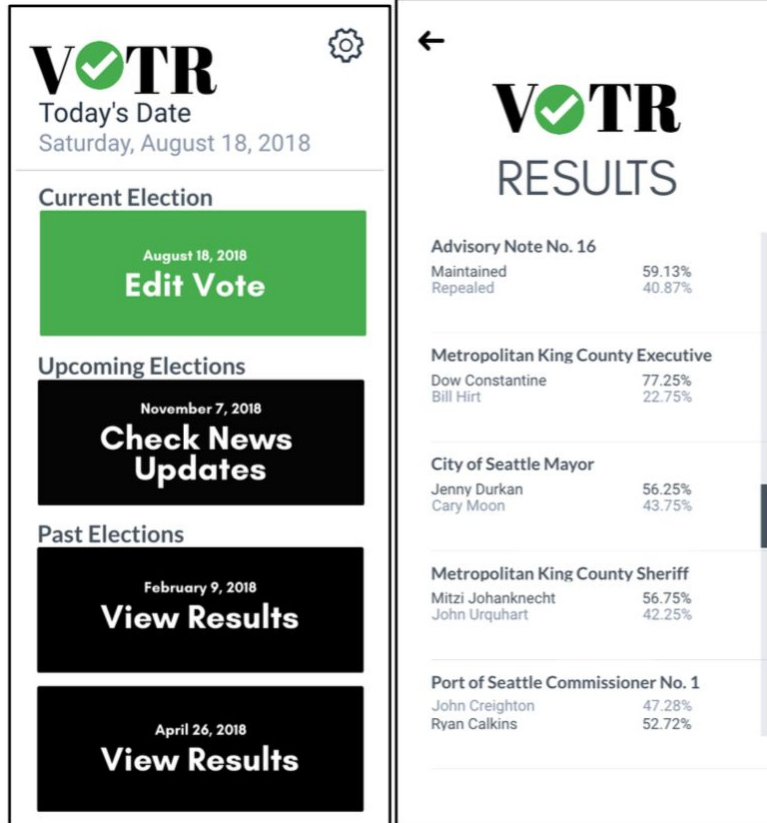 VOTR
Today's Date
Saturday, August 18, 2018
Current Election
August 18, 2018
Edit Vote
Upcoming Elections
November 7, 2018
Check News
Updates
Past Elections
February 9, 2018
View Results
April 26, 2018
View Results
VOTR
RESULTS
Advisory Note No. 16
Maintained 59.13%
Repealed 40.87%
Metropolitan King County Executive
Dow Constantine 77.25%
Bill Hirt 22.75%
City of Seattle Mayor
Jenny Durkan 56.25%
Cary Moon 43.75%
Metropolitan King County Sheriff
Mitzi Johanknecht 56.75%
John Urquhart 42.25%
Port of Seattle Commissioner No. 1
John Creighton 47.28%
Ryan Calkins 52.72%